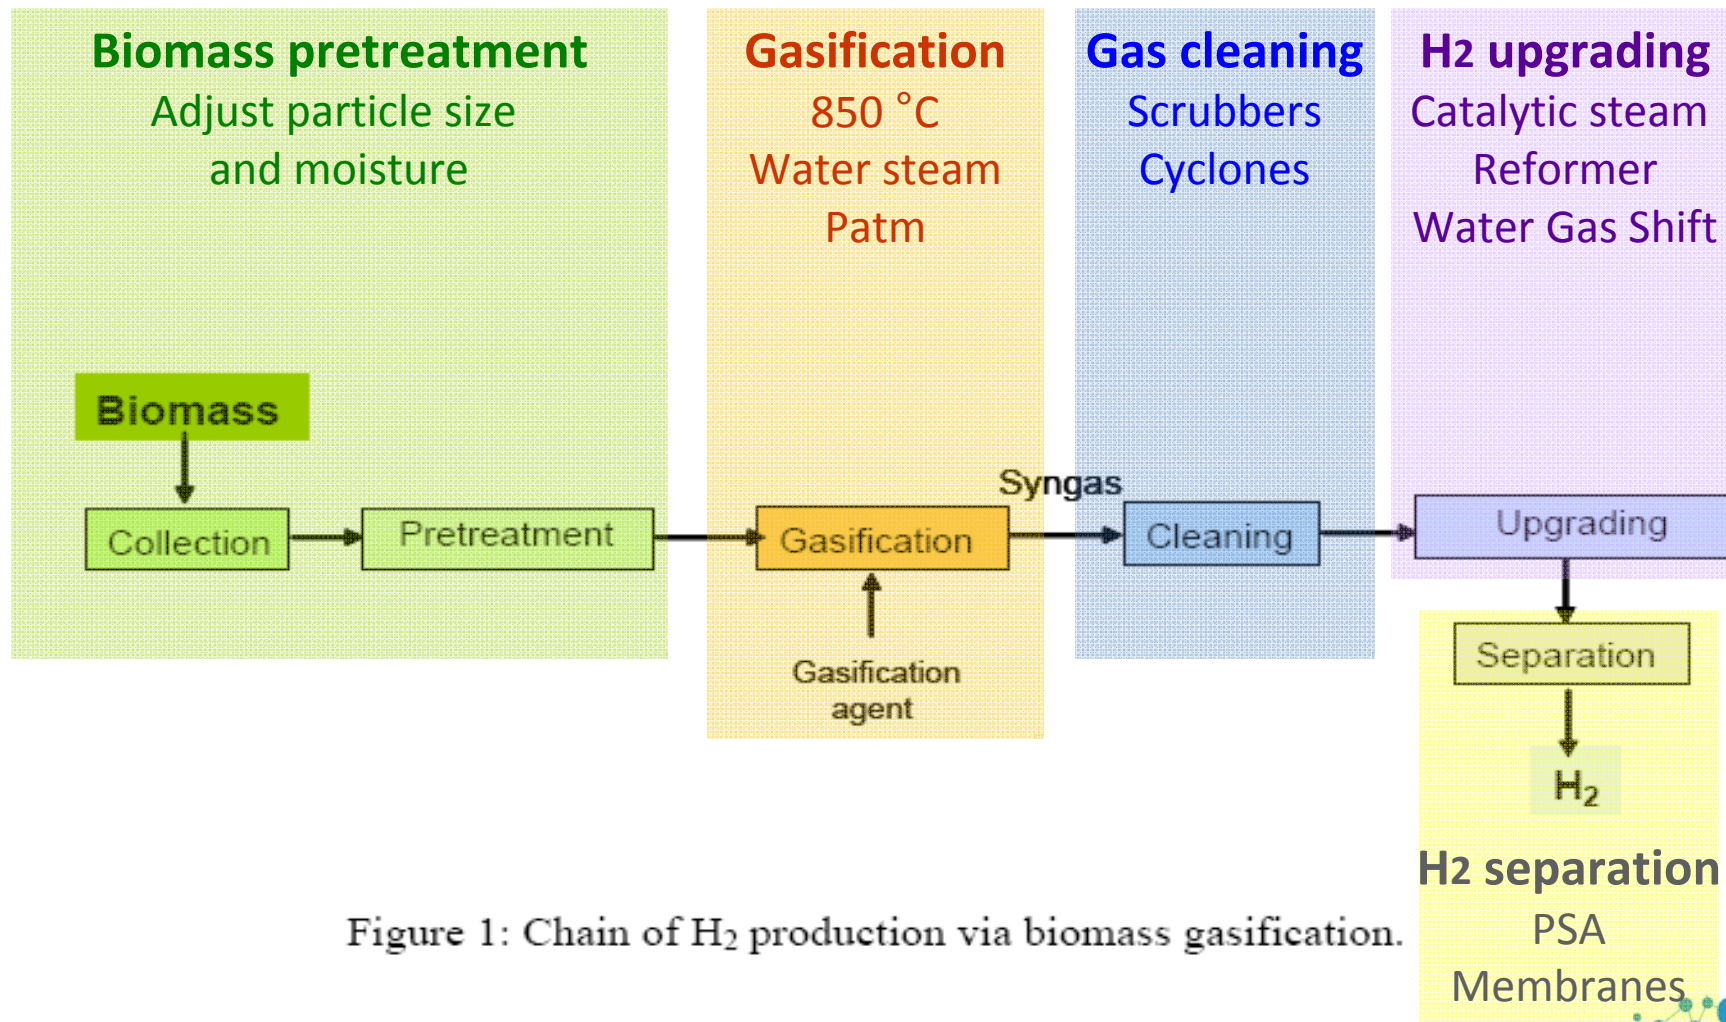 Biomass pretreatment
Adjust particle size
and moisture
Gasification
850 °C
Water steam
Patm
Gas cleaning
Scrubbers
Cyclones
H2 upgrading
Catalytic steam
Reformer
Water Gas Shift
Biomass
Collection
Pretreatment
Gasification
Gasification
agent
Syngas
Cleaning
Upgrading
Separation
H₂
H2 separation
PSA
Membranes
Figure 1: Chain of H₂ production via biomass gasification.